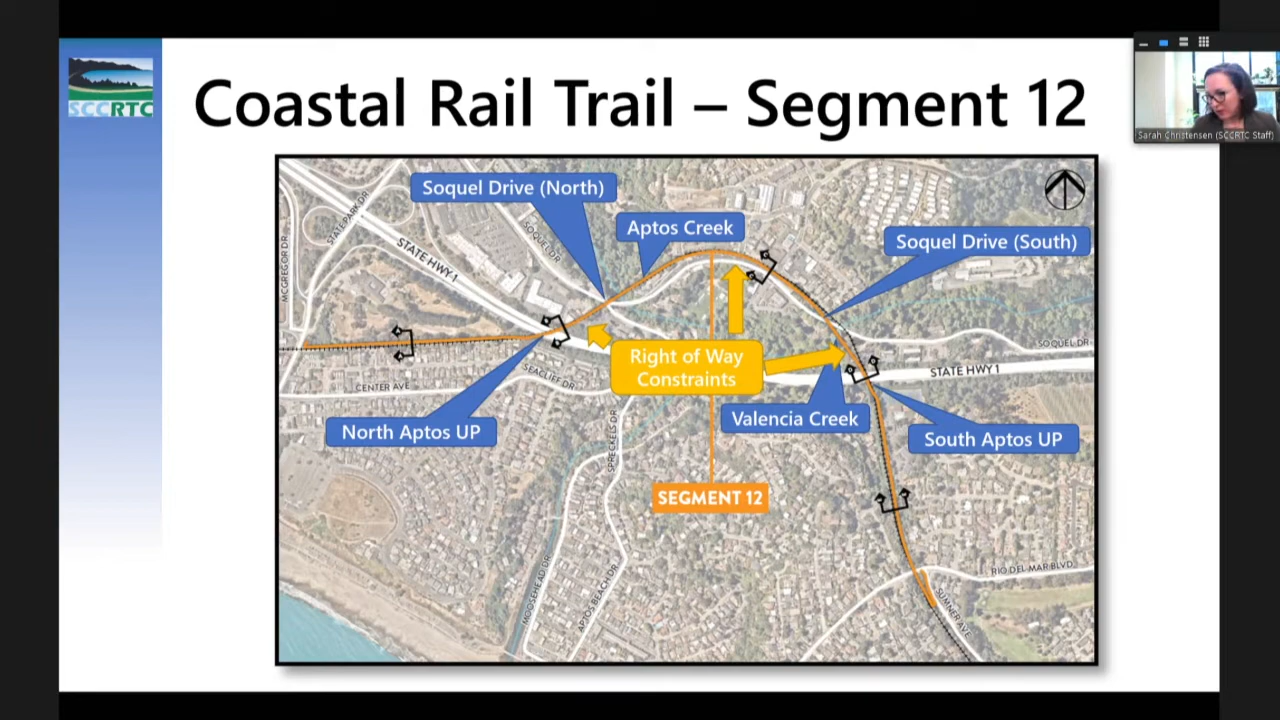 SCCRTC
Coastal Rail Trail – Segment 12
Sarah Christensen (SCCRTC Staff)
Soquel Drive (North)
Aptos Creek
Soquel Drive (South)
STATE PARK DR
SOQUEL DR
MCGREGOR DR
STATE HWY 1
Right of Way
Constraints
SOQUEL DR
STATE HWY 1
CENTER AVE
SEACLIFF DR
North Aptos UP
SPRECKELS DR
Valencia Creek
South Aptos UP
SEGMENT 12
MOOSEHEAD DR
APTOS BEACH DR
RIO DEL MAR BLVD
SUMNER AVE